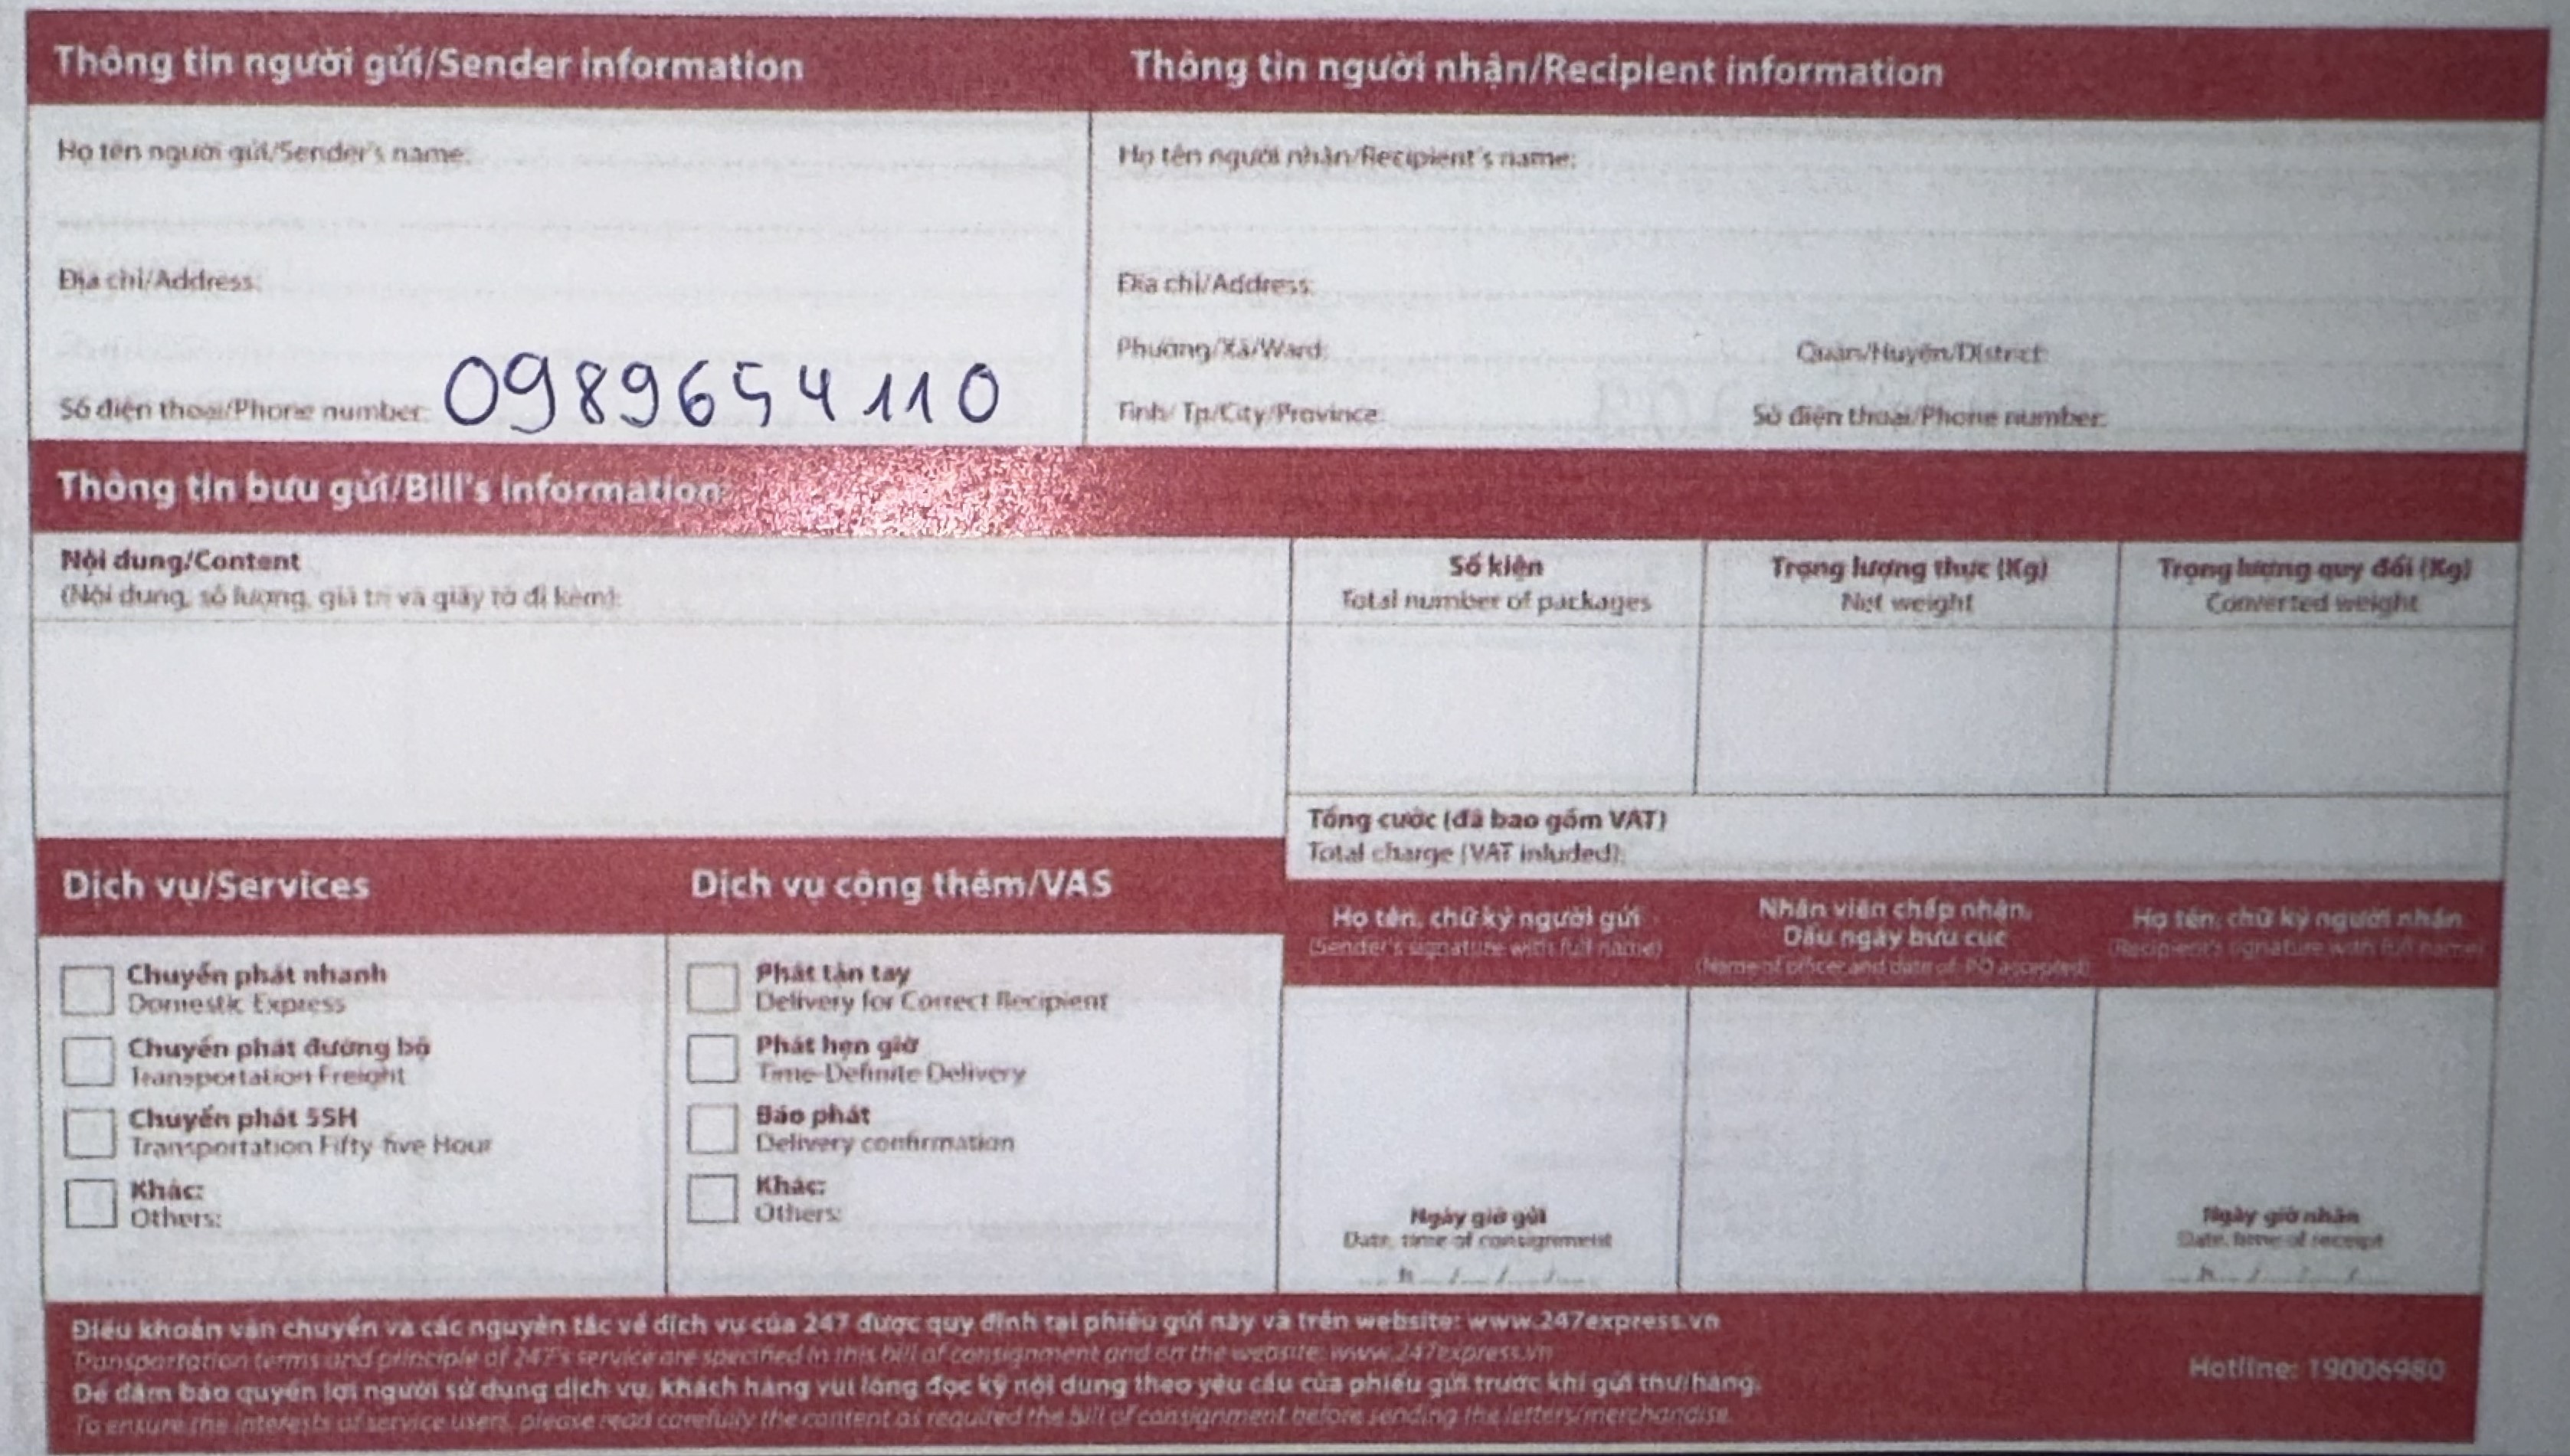 Thông tin người gửi/Sender information
Thông tin người nhận/Recipient information
Họ tên người gửi/Sender's name:
Họ tên người nhận/Recipient's name:
Địa chỉ/Address:
Địa chỉ/Address:
Phường/Xã/Ward:
Quận/Huyện/District:
Số điện thoại/Phone number: 0989654110
Tỉnh/ Tp/City/Province:
Số điện thoại/Phone number:
Thông tin bưu gửi/Bill's information:
Nội dung/Content
(Nội dung, số lượng, giá trị và giấy tờ đi kèm):
Số kiện
Total number of packages
Trọng lượng thực (Kg)
Net weight
Trọng lượng quy đổi (Kg)
Converted weight
Tổng cước (đã bao gồm VAT)
Total charge (VAT inluded):
Dịch vụ/Services
Dịch vụ cộng thêm/VAS
Chuyển phát nhanh
Domestic Express
Chuyển phát đường bộ
Transportation Freight
Chuyển phát 55H
Transportation Fifty five Hour
Khác:
Others:
Phát tận tay
Delivery for Correct Recipient
Phát hẹn giờ
Time-Definite Delivery
Báo phát
Delivery confirmation
Khác:
Others:
Họ tên, chữ ký người gửi
(Sender's signature with full name)
Nhân viên chấp nhận,
Dấu ngày bưu cục
(Name of officer and date of PO accepted)
Họ tên, chữ ký người nhận
(Recipient's signature with full name)
Ngày giờ gửi
Date, time of consignment
h / / /
Ngày giờ nhận
Date, time of receipt
h / / /
Điều khoản vận chuyển và các nguyên tắc về dịch vụ của 247 được quy định tại phiếu gửi này và trên website: www.247express.vn
Transportation terms and principle of 247's service are specified in this bill of consignment and on the website: www.247express.vn
Để đảm bảo quyền lợi người sử dụng dịch vụ, khách hàng vui lòng đọc kỹ nội dung theo yêu cầu của phiếu gửi trước khi gửi thư/hàng.
To ensure the interests of service users, please read carefully the content as required the bill of consignment before sending the letters/merchandise.
Hotline: 19006980